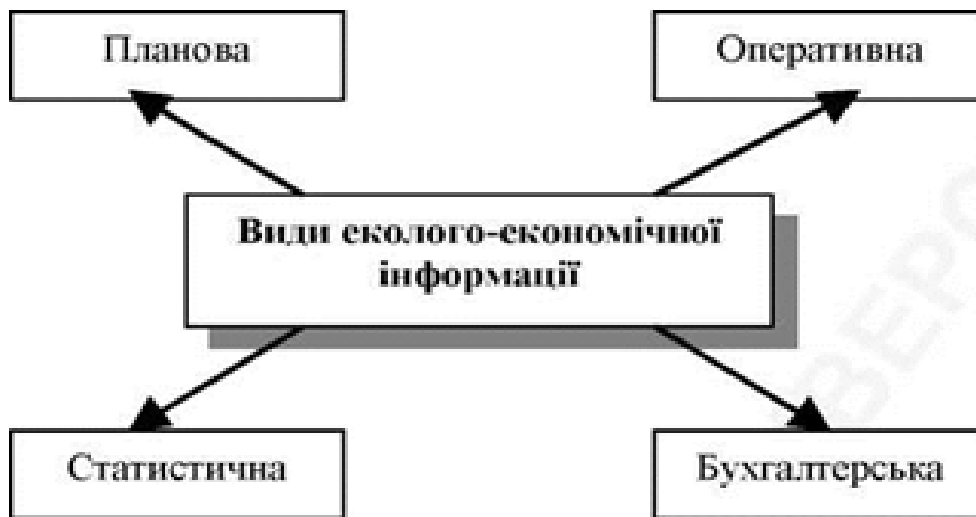 Планова
Оперативна
Види еколого-економічної
інформації
Статистична
Бухгалтерська